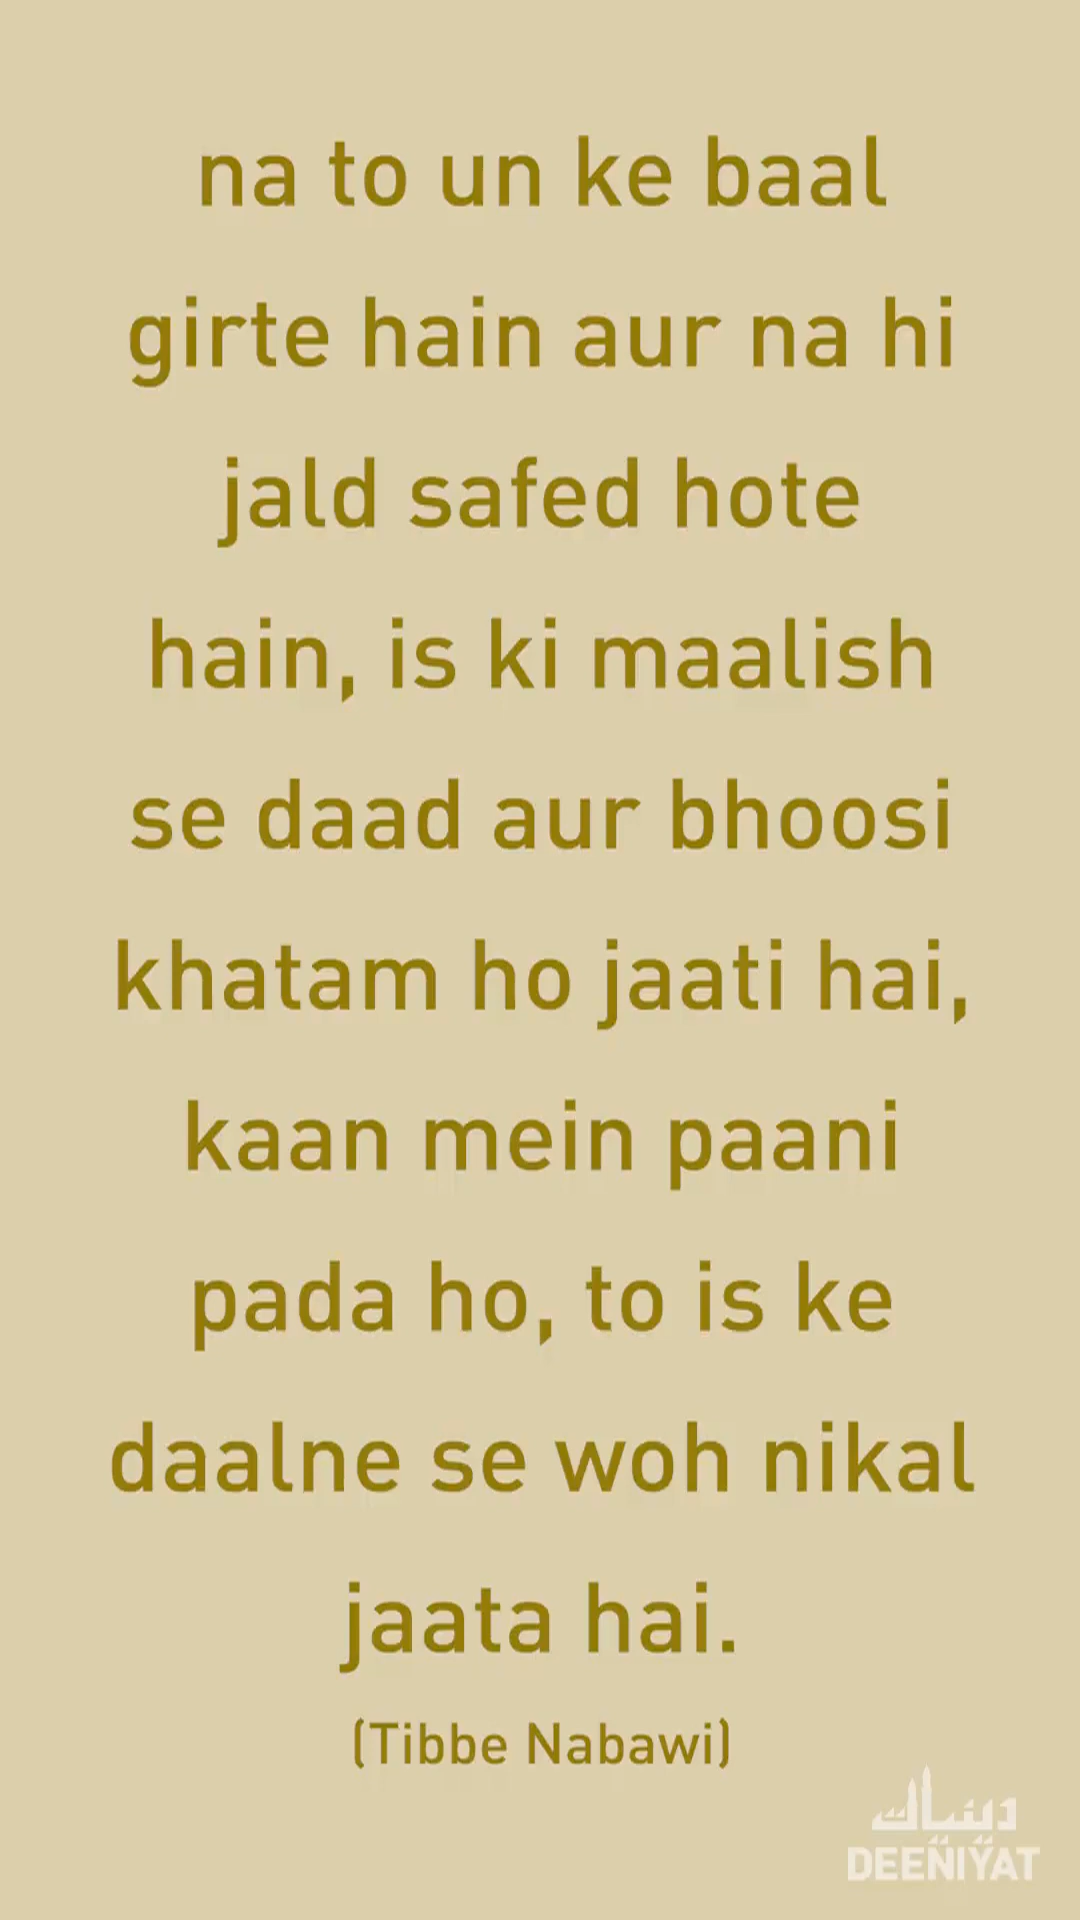 na to un ke baal
girte hain aur na hi
jald safed hote
hain, is ki maalish
se daad aur bhoosi
khatam ho jaati hai,
kaan mein paani
pada ho, to is ke
daalne se woh nikal
jaata hai.
(Tibbe Nabawi)
دينيات
DEENIYAT